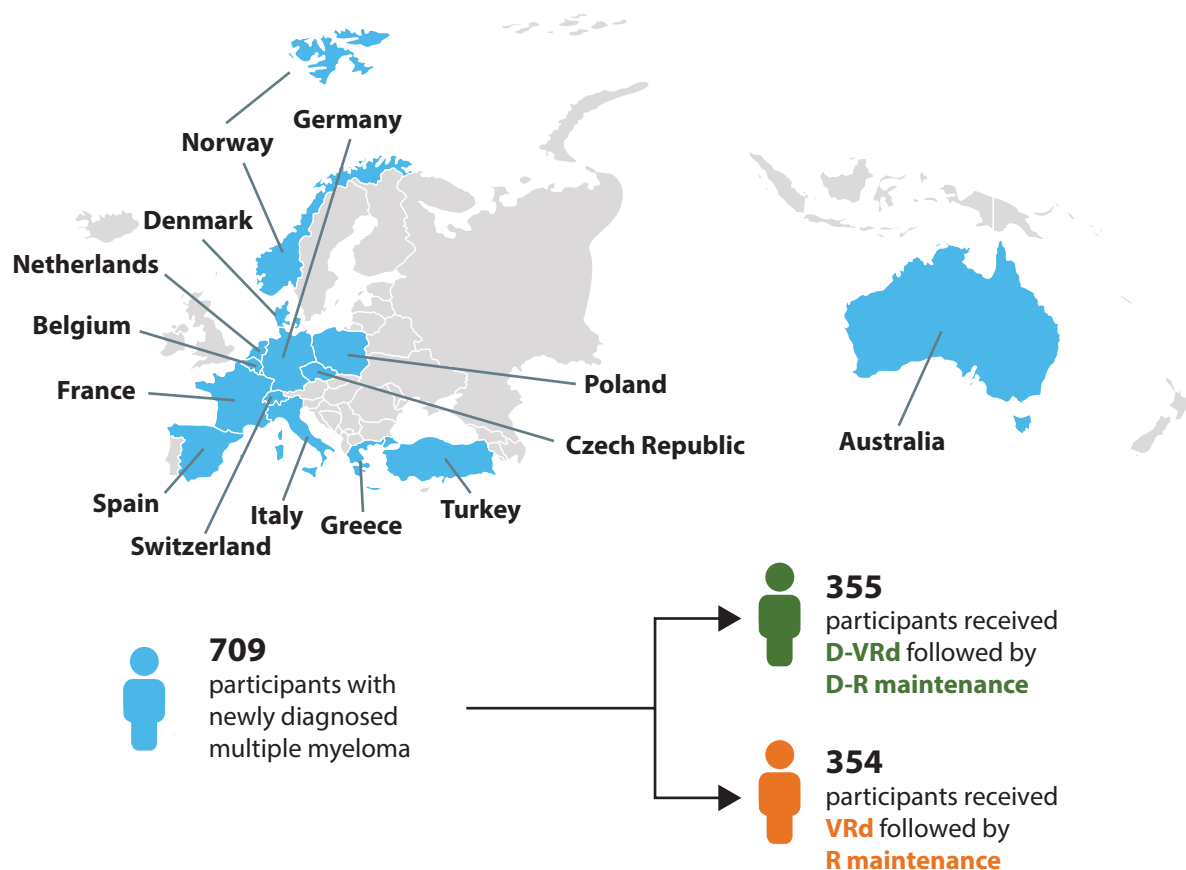 Germany
Norway
Denmark
Netherlands
Belgium
France
Poland
Czech Republic
Australia
Spain
Italy
Greece
Turkey
Switzerland
709
participants with
newly diagnosed
multiple myeloma
355
participants received
D-VRd followed by
D-R maintenance
354
participants received
VRd followed by
R maintenance